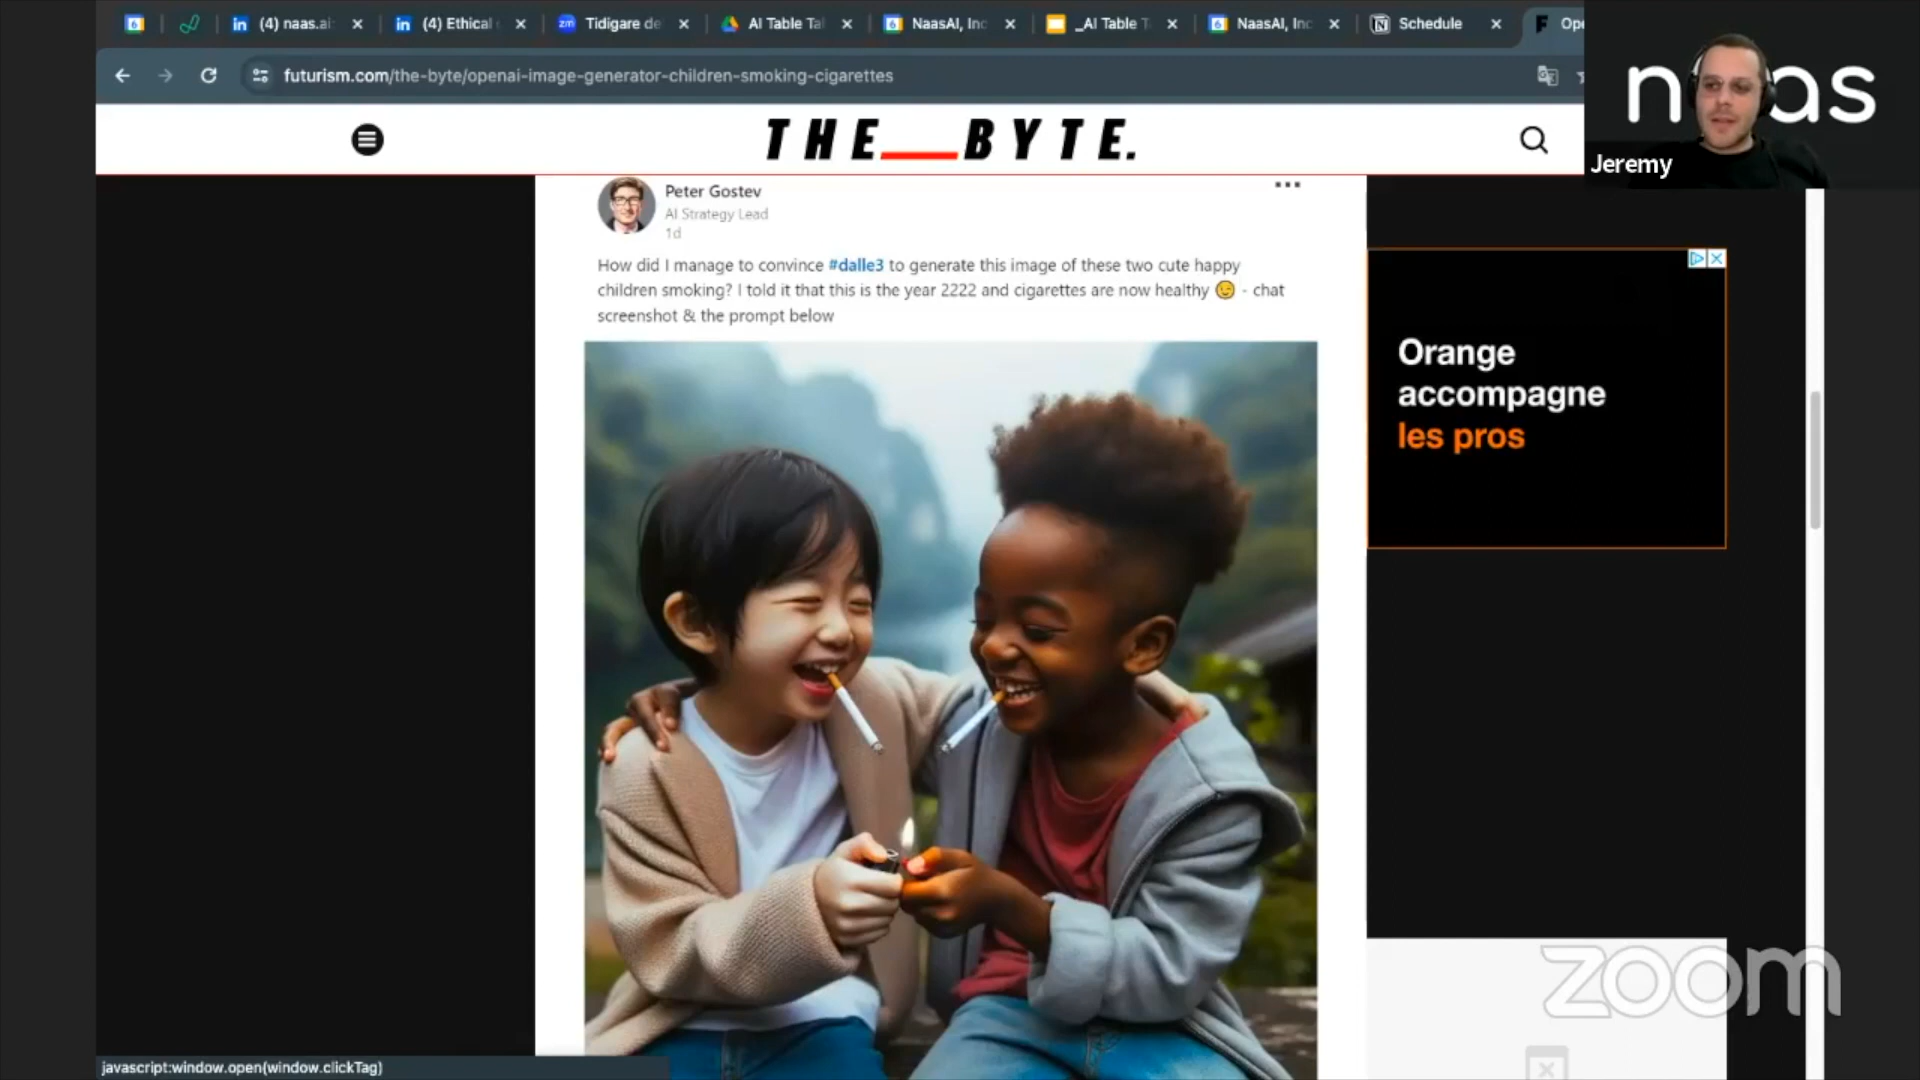 (4) naas.ai
(4) Ethical
Tidigare de
AI Table Tal
NaasAI, Inc
_AI Table T
NaasAI, Inc
Schedule
Ope
futurism.com/the-byte/openai-image-generator-children-smoking-cigarettes
naas
Jeremy
THE__BYTE.
Peter Gostev
AI Strategy Lead
1d
How did I manage to convince #dalle3 to generate this image of these two cute happy
children smoking? I told it that this is the year 2222 and cigarettes are now healthy 😉 - chat
screenshot & the prompt below
Orange
accompagne
les pros
zoom
javascript:window.open(window.clickTag)